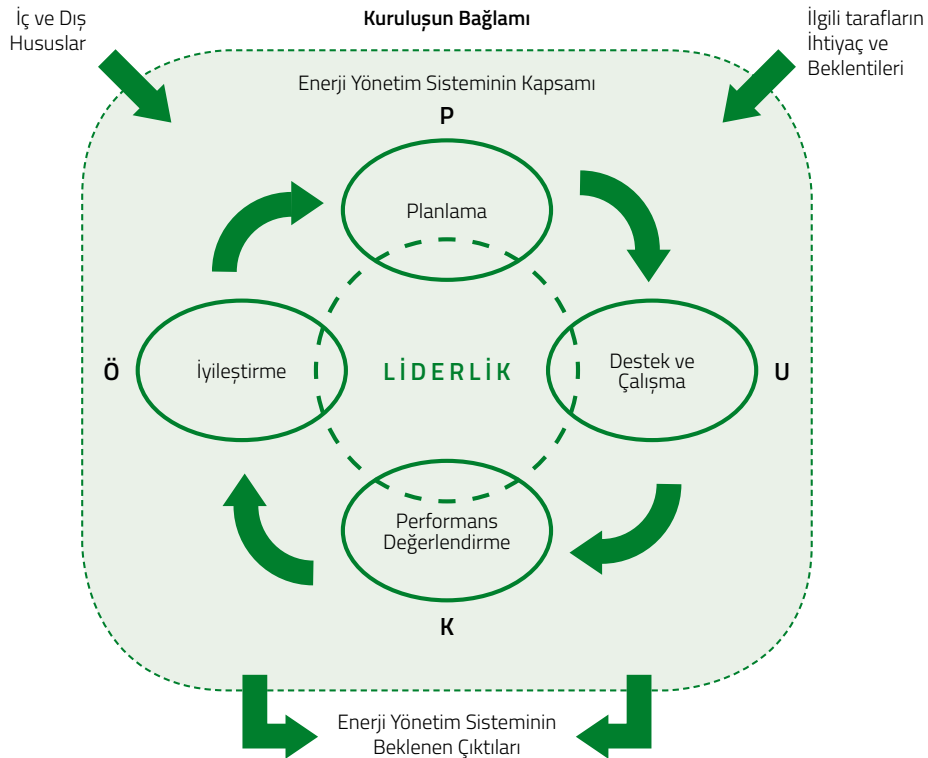 İç ve Dış
Hususlar
Kuruluşun Bağlamı
İlgili tarafların
İhtiyaç ve
Beklentileri
Enerji Yönetim Sisteminin Kapsamı
P
Planlama
Ö
İyileştirme
LİDERLİK
Destek ve
Çalışma
U
Performans
Değerlendirme
K
Enerji Yönetim Sisteminin
Beklenen Çıktıları